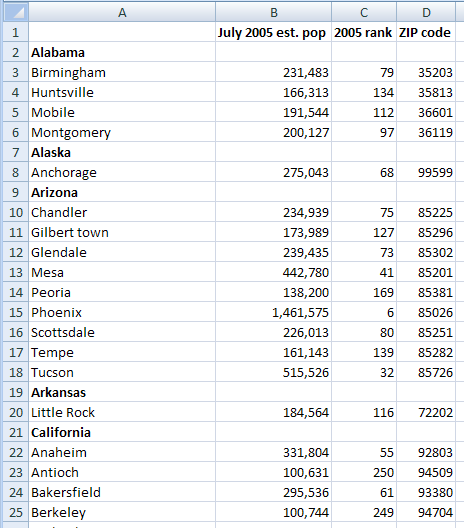 A B C D
1 July 2005 est. pop 2005 rank ZIP code
2 Alabama
3 Birmingham 231,483 79 35203
4 Huntsville 166,313 134 35813
5 Mobile 191,544 112 36601
6 Montgomery 200,127 97 36119
7 Alaska
8 Anchorage 275,043 68 99599
9 Arizona
10 Chandler 234,939 75 85225
11 Gilbert town 173,989 127 85296
12 Glendale 239,435 73 85302
13 Mesa 442,780 41 85201
14 Peoria 138,200 169 85381
15 Phoenix 1,461,575 6 85026
16 Scottsdale 226,013 80 85251
17 Tempe 161,143 139 85282
18 Tucson 515,526 32 85726
19 Arkansas
20 Little Rock 184,564 116 72202
21 California
22 Anaheim 331,804 55 92803
23 Antioch 100,631 250 94509
24 Bakersfield 295,536 61 93380
25 Berkeley 100,744 249 94704